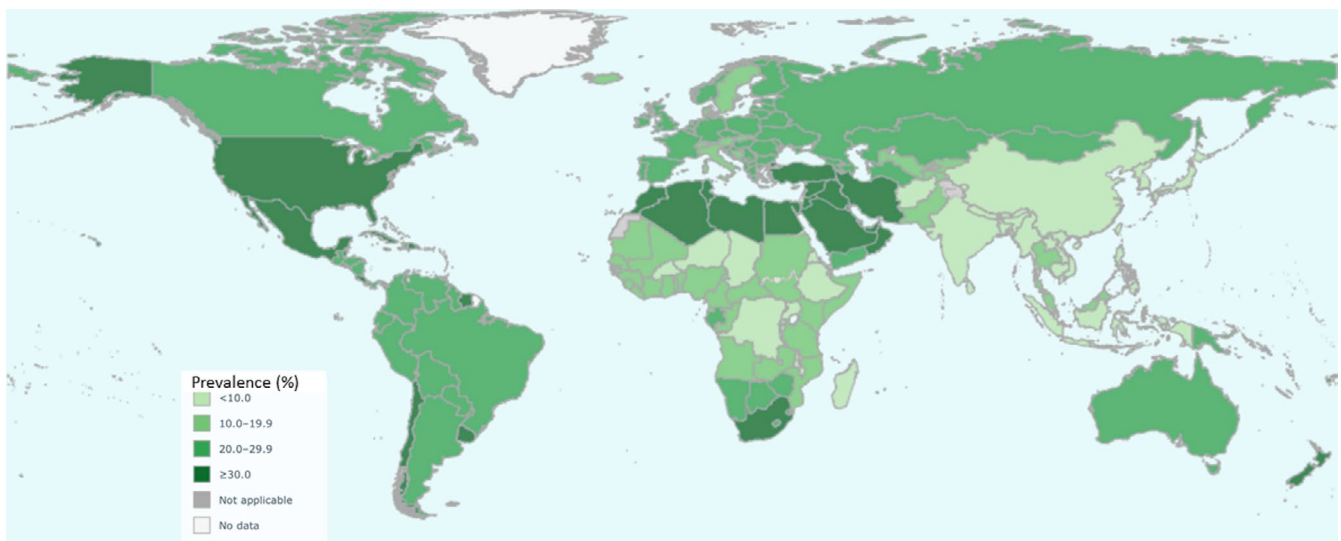 Prevalence (%)
<10.0
10.0–19.9
20.0–29.9
≥30.0
Not applicable
No data